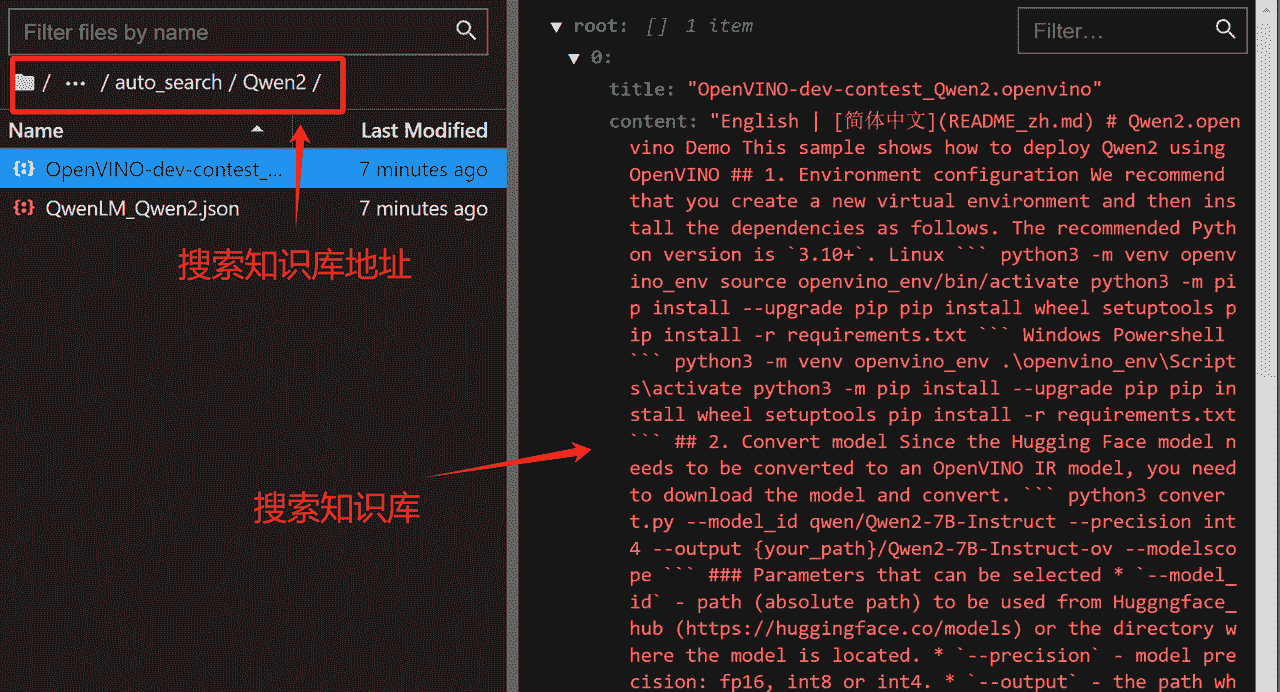 Filter files by name
/ ··· / auto_search / Qwen2 /
Name Last Modified
OpenVINO-dev-contest_... 7 minutes ago
QwenLM_Qwen2.json 7 minutes ago
搜索知识库地址
搜索知识库
root: [] 1 item
Filter...
0:
title: "OpenVINO-dev-contest_Qwen2.openvino"
content: "English | [简体中文](README_zh.md) # Qwen2.open
vino Demo This sample shows how to deploy Qwen2 using
OpenVINO ## 1. Environment configuration We recommend
that you create a new virtual environment and then ins
tall the dependencies as follows. The recommended Pyth
on version is `3.10+`. Linux ``` python3 -m venv openv
ino_env source openvino_env/bin/activate python3 -m pi
p install --upgrade pip pip install wheel setuptools p
ip install -r requirements.txt ``` Windows Powershell
``` python3 -m venv openvino_env .\openvino_env\Script
s\activate python3 -m pip install --upgrade pip pip in
stall wheel setuptools pip install -r requirements.txt
``` ## 2. Convert model Since the Hugging Face model n
eeds to be converted to an OpenVINO IR model, you need
to download the model and convert. ``` python3 conver
t.py --model_id qwen/Qwen2-7B-Instruct --precision int
4 --output {your_path}/Qwen2-7B-Instruct-ov --modelsco
pe ``` ### Parameters that can be selected * `--model_
id` - path (absolute path) to be used from Huggngface_
hub (https://huggingface.co/models) or the directory w
here the model is located. * `--precision` - model pre
cision: fp16, int8 or int4. * `--output` - the path wh